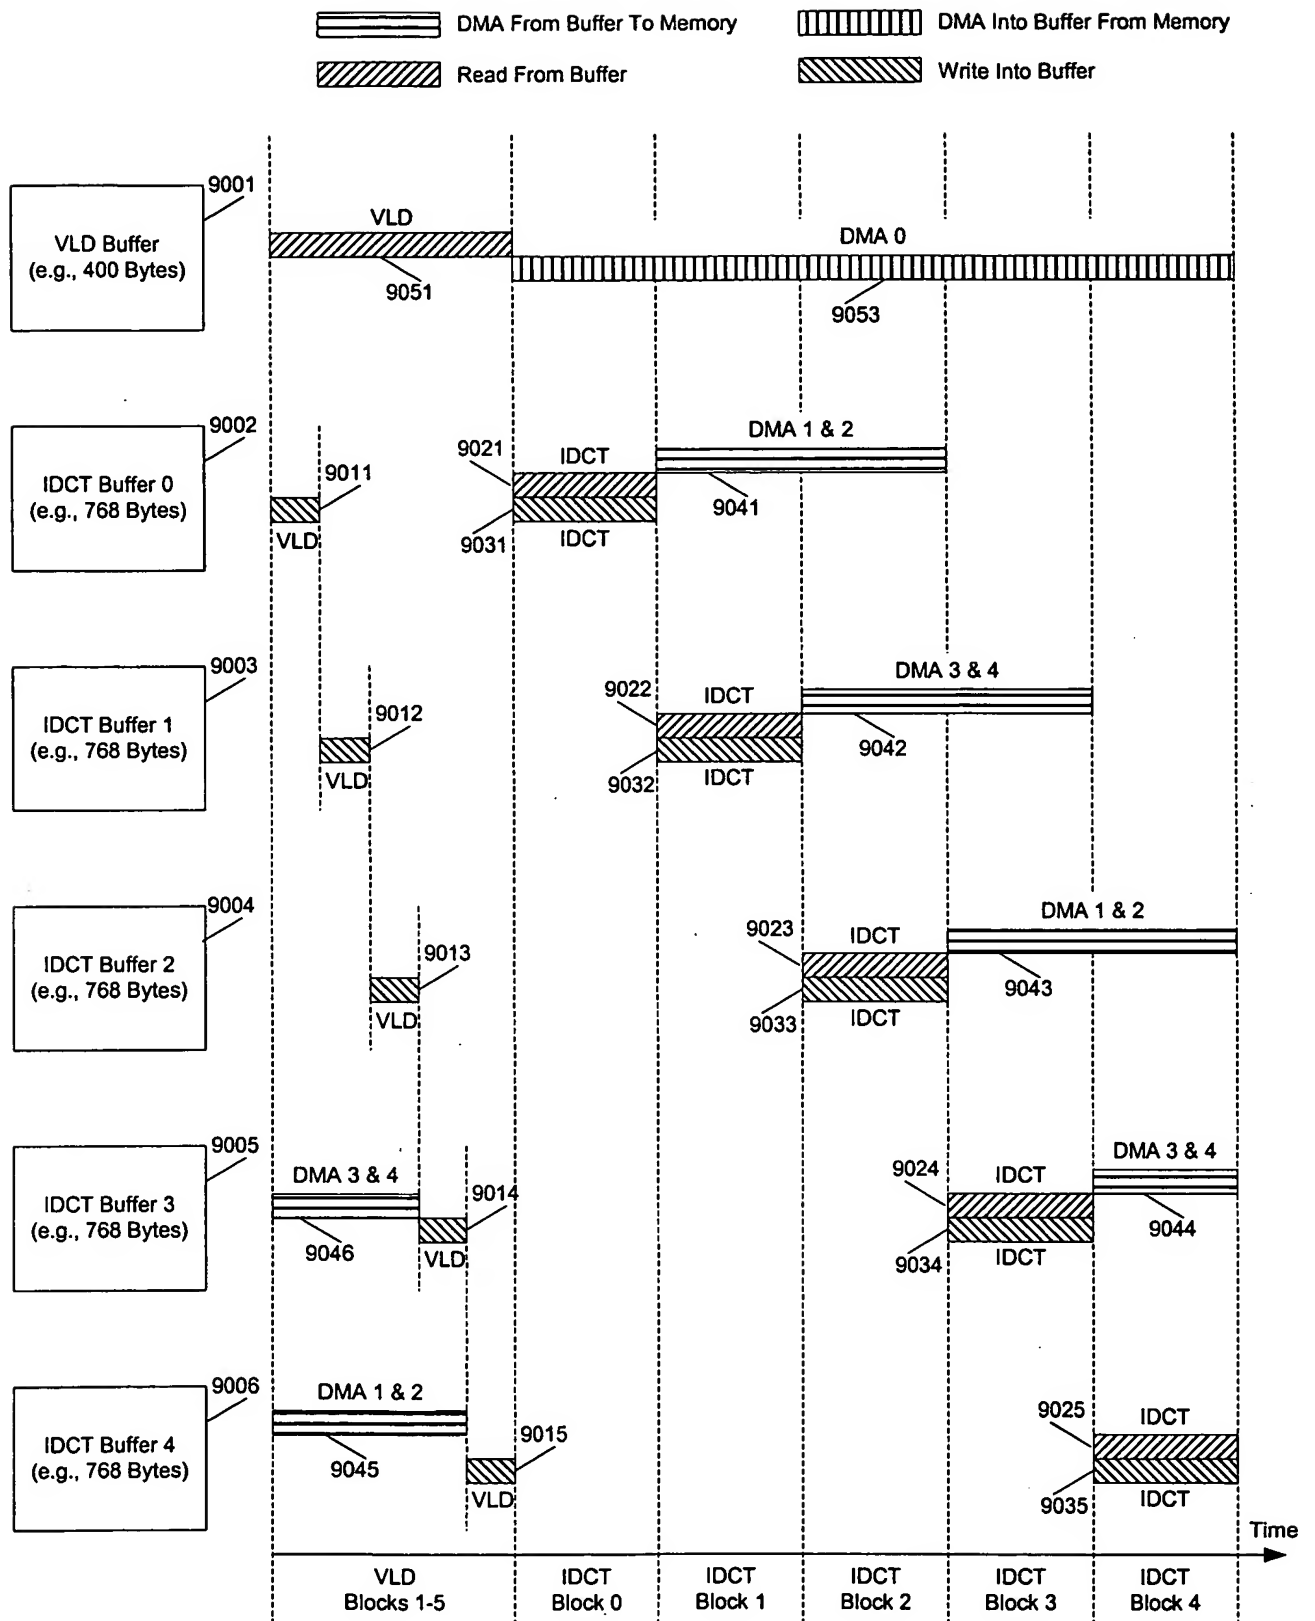 DMA From Buffer To Memory
DMA Into Buffer From Memory
Read From Buffer
Write Into Buffer
9001
VLD Buffer
(e.g., 400 Bytes)
VLD
9051
DMA 0
9053
9002
IDCT Buffer 0
(e.g., 768 Bytes)
9011
VLD
9021
IDCT
9031
IDCT
DMA 1 & 2
9041
9003
IDCT Buffer 1
(e.g., 768 Bytes)
9012
VLD
9022
IDCT
9032
IDCT
DMA 3 & 4
9042
9004
IDCT Buffer 2
(e.g., 768 Bytes)
9013
VLD
9023
IDCT
9033
IDCT
DMA 1 & 2
9043
9005
IDCT Buffer 3
(e.g., 768 Bytes)
DMA 3 & 4
9046
9014
VLD
9024
IDCT
9034
IDCT
DMA 3 & 4
9044
9006
IDCT Buffer 4
(e.g., 768 Bytes)
DMA 1 & 2
9045
9015
VLD
9025
IDCT
9035
IDCT
Time
VLD
Blocks 1-5
IDCT
Block 0
IDCT
Block 1
IDCT
Block 2
IDCT
Block 3
IDCT
Block 4